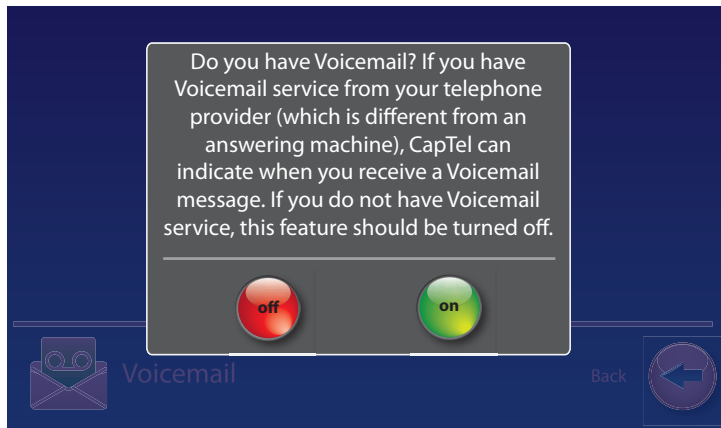 Do you have Voicemail? If you have
Voicemail service from your telephone
provider (which is different from an
answering machine), CapTel can
indicate when you receive a Voicemail
message. If you do not have Voicemail
service, this feature should be turned off.
off
on
Voicemail
Back